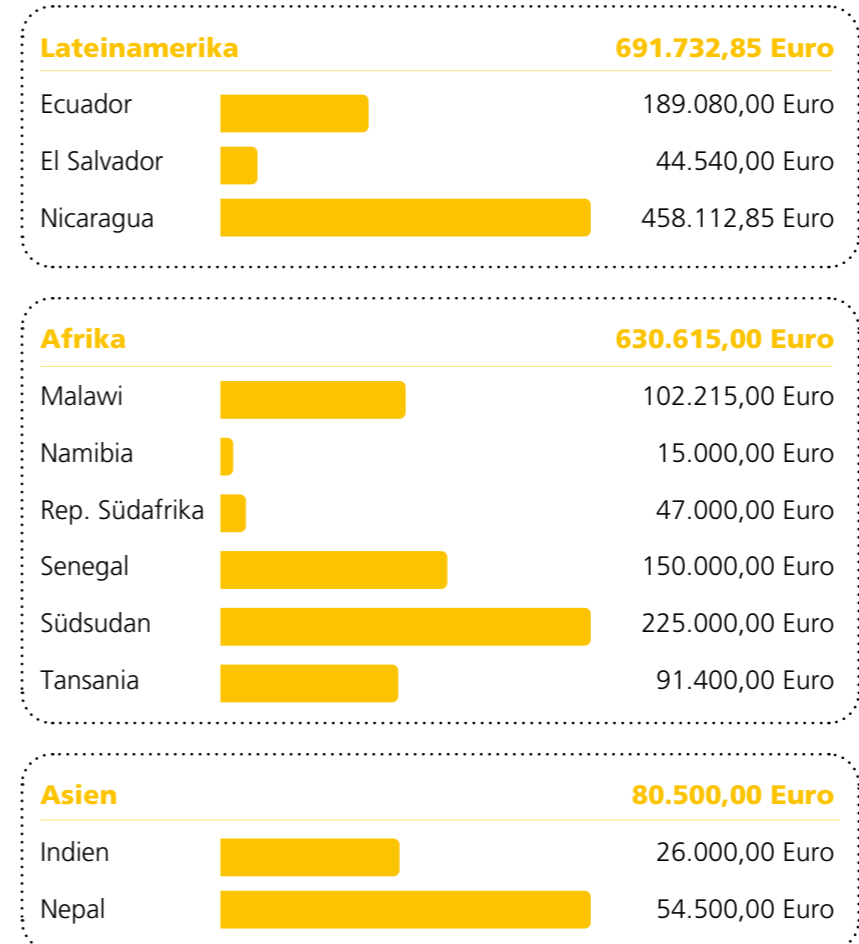 Lateinamerika 691.732,85 Euro
Ecuador 189.080,00 Euro
El Salvador 44.540,00 Euro
Nicaragua 458.112,85 Euro
Afrika 630.615,00 Euro
Malawi 102.215,00 Euro
Namibia 15.000,00 Euro
Rep. Südafrika 47.000,00 Euro
Senegal 150.000,00 Euro
Südsudan 225.000,00 Euro
Tansania 91.400,00 Euro
Asien 80.500,00 Euro
Indien 26.000,00 Euro
Nepal 54.500,00 Euro